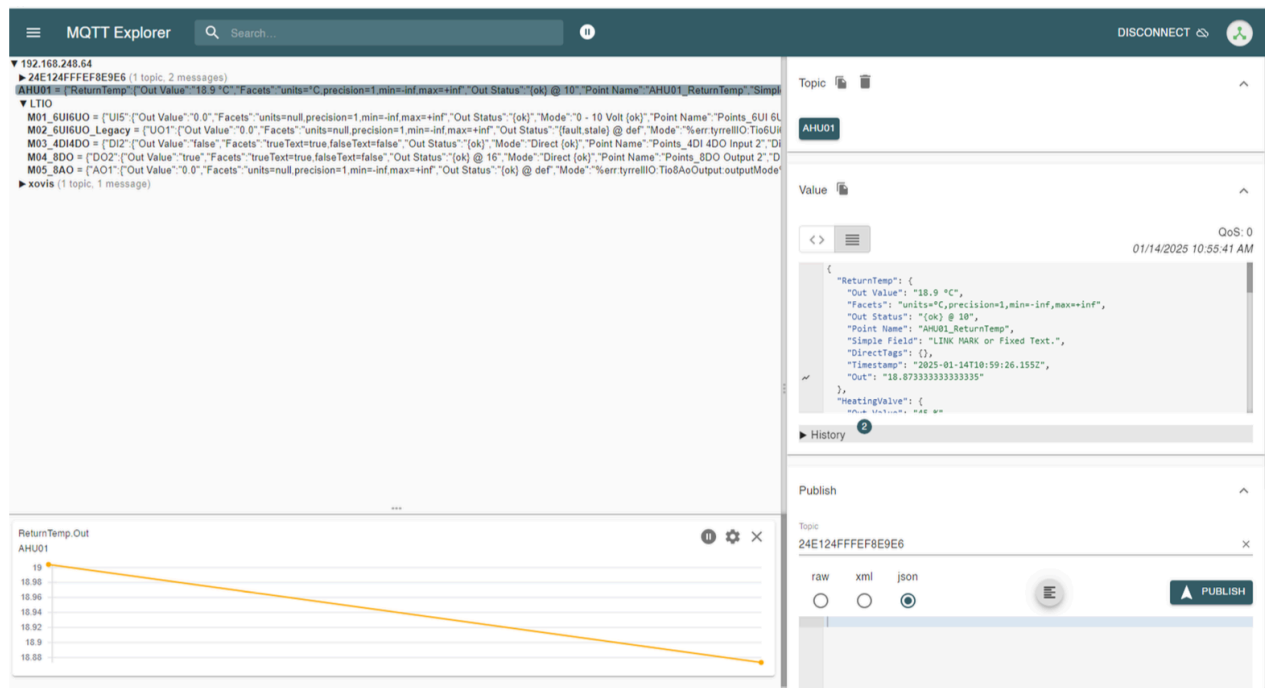 MQTT Explorer
Search...
DISCONNECT
▼ 192.168.248.64
▶ 24E124FFFEF8E9E6 (1 topic, 2 messages)
AHU01 = {"ReturnTemp":{"Out Value":"18.9 °C","Facets":"units=°C,precision=1,min=-inf,max=+inf","Out Status":"{ok} @ 10","Point Name":"AHU01_ReturnTemp","Simpl
▼ LTIO
M01_6UI6UO = {"UI5":{"Out Value":"0.0","Facets":"units=null,precision=1,min=-inf,max=+inf","Out Status":"{ok}","Mode":"0 - 10 Volt {ok}","Point Name":"Points_6UI 6U
M02_6UI6UO_Legacy = {"UO1":{"Out Value":"0.0","Facets":"units=null,precision=1,min=-inf,max=+inf","Out Status":"{fault,stale} @ def","Mode":"%err:tyrrellIO:Tio6Ui
M03_4DI4DO = {"DI2":{"Out Value":"false","Facets":"trueText=true,falseText=false","Out Status":"{ok}","Mode":"Direct {ok}","Point Name":"Points_4DI 4DO Input 2","Di
M04_8DO = {"DO2":{"Out Value":"true","Facets":"trueText=true,falseText=false","Out Status":"{ok} @ 16","Mode":"Direct {ok}","Point Name":"Points_8DO Output 2","D
M05_8AO = {"AO1":{"Out Value":"0.0","Facets":"units=null,precision=1,min=-inf,max=+inf","Out Status":"{ok} @ def","Mode":"%err:tyrrellIO:Tio8AoOutput:outputMode
▶ xovis (1 topic, 1 message)
ReturnTemp.Out
AHU01
19
18.98
18.96
18.94
18.92
18.9
18.88
Topic
AHU01
Value
QoS: 0
01/14/2025 10:55:41 AM
{
"ReturnTemp": {
"Out Value": "18.9 °C",
"Facets": "units=°C,precision=1,min=-inf,max=+inf",
"Out Status": "{ok} @ 10",
"Point Name": "AHU01_ReturnTemp",
"Simple Field": "LINK MARK or Fixed Text.",
"DirectTags": {},
"Timestamp": "2025-01-14T10:59:26.155Z",
"Out": "18.873333333333335"
},
"HeatingValve": {
"Out Value": "45 %",
▶ History 2
Publish
Topic
24E124FFFEF8E9E6
raw xml json
PUBLISH